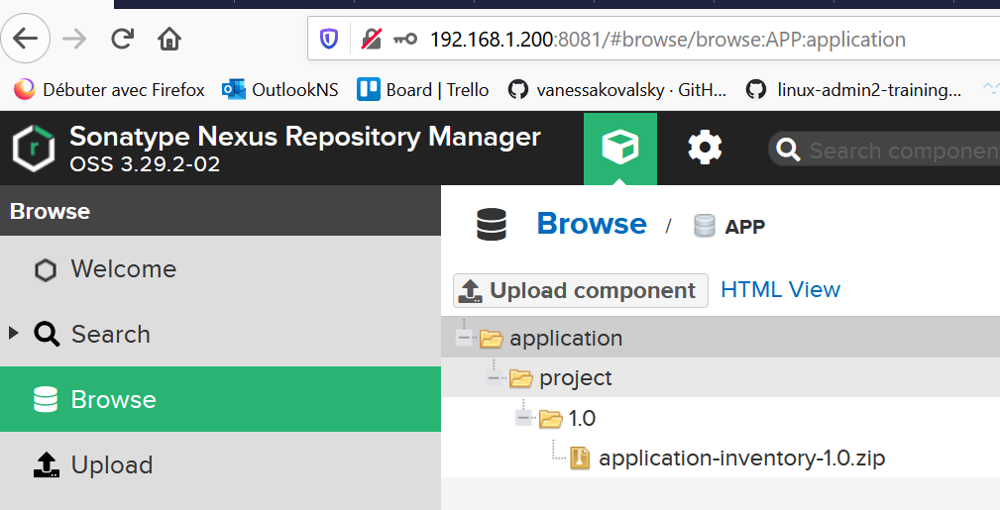 192.168.1.200:8081/#browse/browse:APP:application
Débuter avec Firefox OutlookNS Board | Trello vanessakovalsky · GitH... linux-admin2-training...
Sonatype Nexus Repository Manager
OSS 3.29.2-02
Search componen
Browse
Welcome
Search
Browse
Upload
Browse / APP
Upload component HTML View
application
project
1.0
application-inventory-1.0.zip